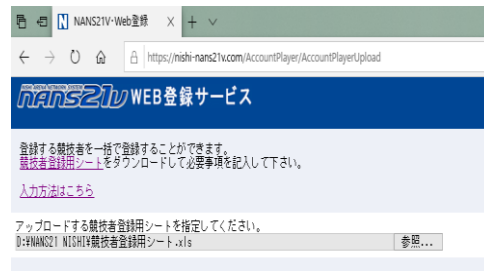 NANS21V-Web登録
https://nishi-nans21v.com/AccountPlayer/AccountPlayerUpload
NANS21V WEB登録サービス
登録する競技者を一括で登録することができます。
競技者登録用シートをダウンロードして必要事項を記入して下さい。
入力方法はこちら
アップロードする競技者登録用シートを指定してください。
D:¥NANS21 NISHI¥競技者登録用シート.xls 参照...